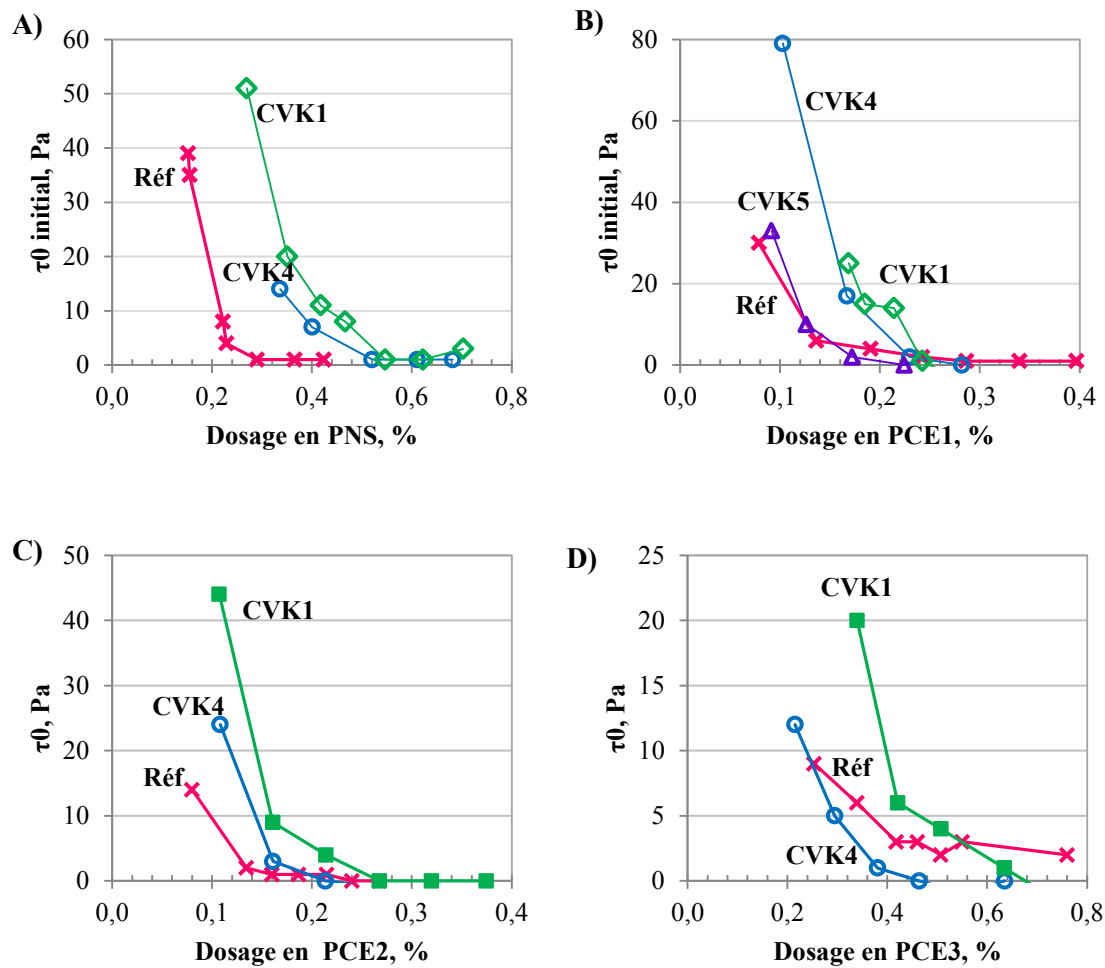 A)
60
50
40
30
20
10
0
τ0 initial, Pa
CVK1
Réf
CVK4
0,0 0,2 0,4 0,6 0,8
Dosage en PNS, %
B)
80
60
40
20
0
τ0 initial, Pa
CVK4
CVK5
CVK1
Réf
0,0 0,1 0,2 0,3 0,4
Dosage en PCE1, %
C)
50
40
30
20
10
0
τ0, Pa
CVK1
CVK4
Réf
0,0 0,1 0,2 0,3 0,4
Dosage en PCE2, %
D)
25
20
15
10
5
0
τ0, Pa
CVK1
Réf
CVK4
0,0 0,2 0,4 0,6 0,8
Dosage en PCE3, %